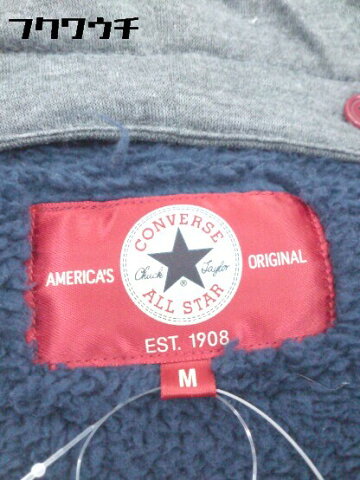 フクワウチ
CONVERSE
AMERICA'S Chuck Taylor ORIGINAL
®
ALL STAR
EST. 1908
M